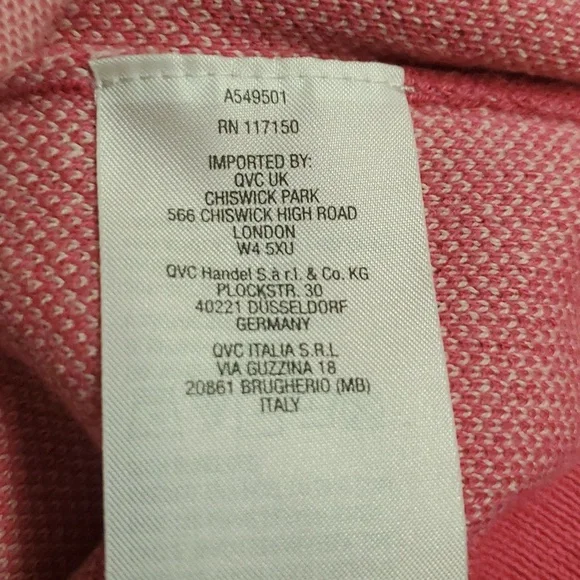 A549501
RN 117150
IMPORTED BY:
QVC UK
CHISWICK PARK
566 CHISWICK HIGH ROAD
LONDON
W4 5XU
QVC Handel S.à r.l. & Co. KG
PLOCKSTR. 30
40221 DÜSSELDORF
GERMANY
QVC ITALIA S.R.L
VIA GUZZINA 18
20861 BRUGHERIO (MB)
ITALY